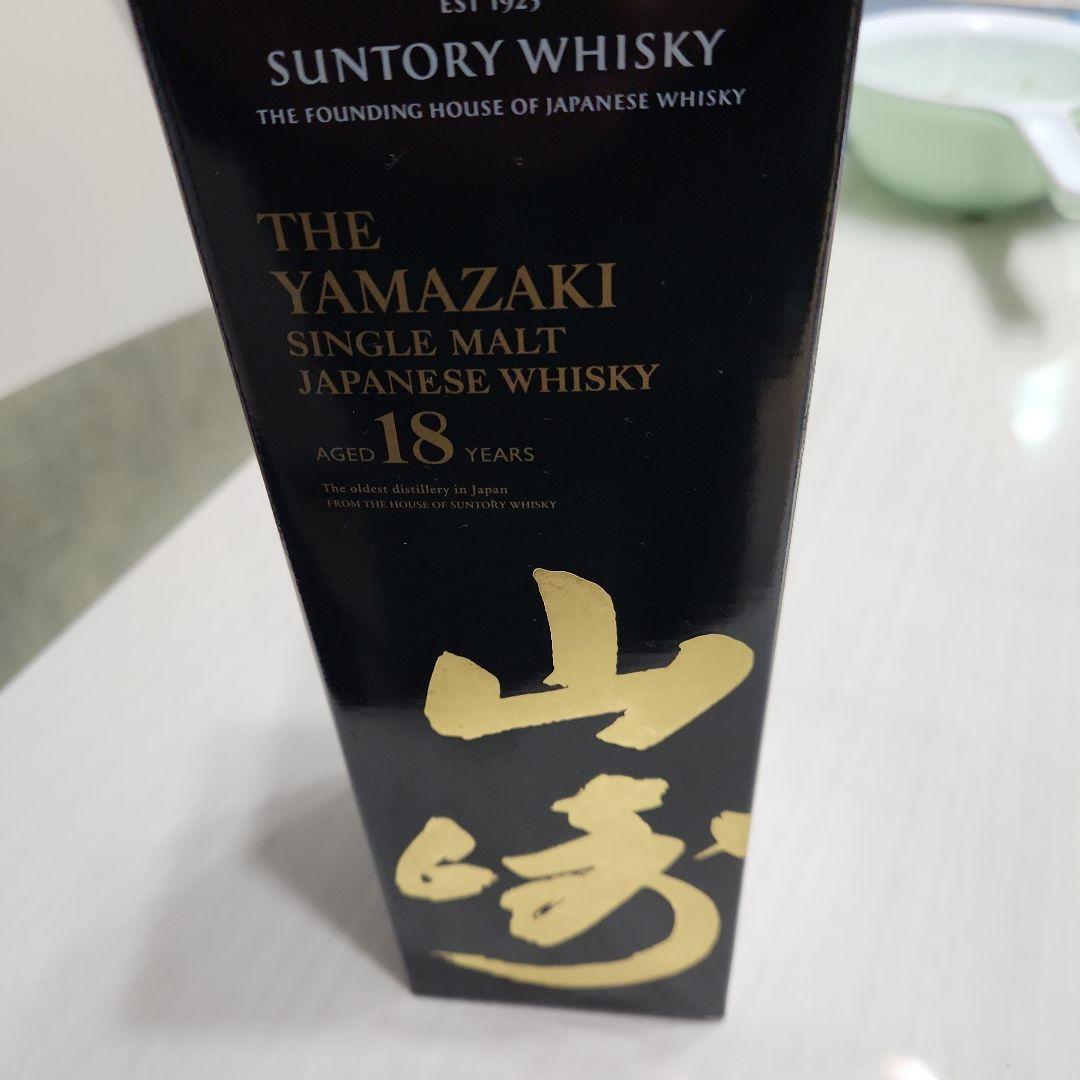 EST 1923
SUNTORY WHISKY
THE FOUNDING HOUSE OF JAPANESE WHISKY
THE
YAMAZAKI
SINGLE MALT
JAPANESE WHISKY
AGED 18 YEARS
The oldest distillery in Japan
FROM THE HOUSE OF SUNTORY WHISKY
山
崎